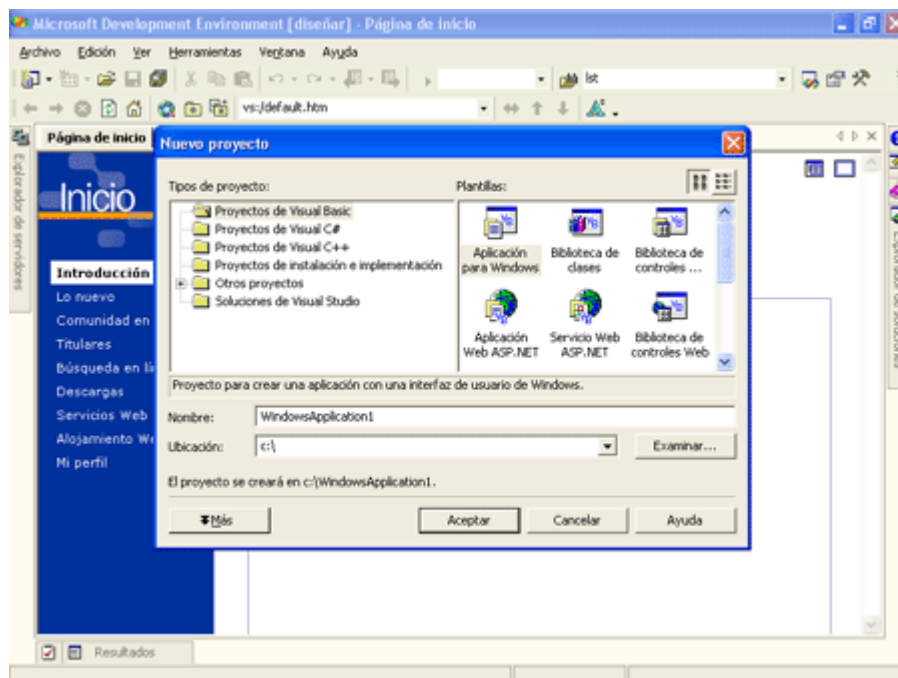 Microsoft Development Environment [diseñar] - Página de inicio
Archivo Edición Ver Herramientas Ventana Ayuda
lst
vs:/default.htm
Página de inicio
Explorador de servidores
Explorador de soluciones
Inicio
Introducción
Lo nuevo
Comunidad en
Titulares
Búsqueda en lí
Descargas
Servicios Web
Alojamiento We
Mi perfil
Nuevo proyecto
Tipos de proyecto:
Proyectos de Visual Basic
Proyectos de Visual C#
Proyectos de Visual C++
Proyectos de instalación e implementación
Otros proyectos
Soluciones de Visual Studio
Plantillas:
Aplicación para Windows
Biblioteca de clases
Biblioteca de controles ...
Aplicación Web ASP.NET
Servicio Web ASP.NET
Biblioteca de controles Web
Proyecto para crear una aplicación con una interfaz de usuario de Windows.
Nombre: WindowsApplication1
Ubicación: c:\ Examinar...
El proyecto se creará en c:\WindowsApplication1.
Más Aceptar Cancelar Ayuda
Resultados